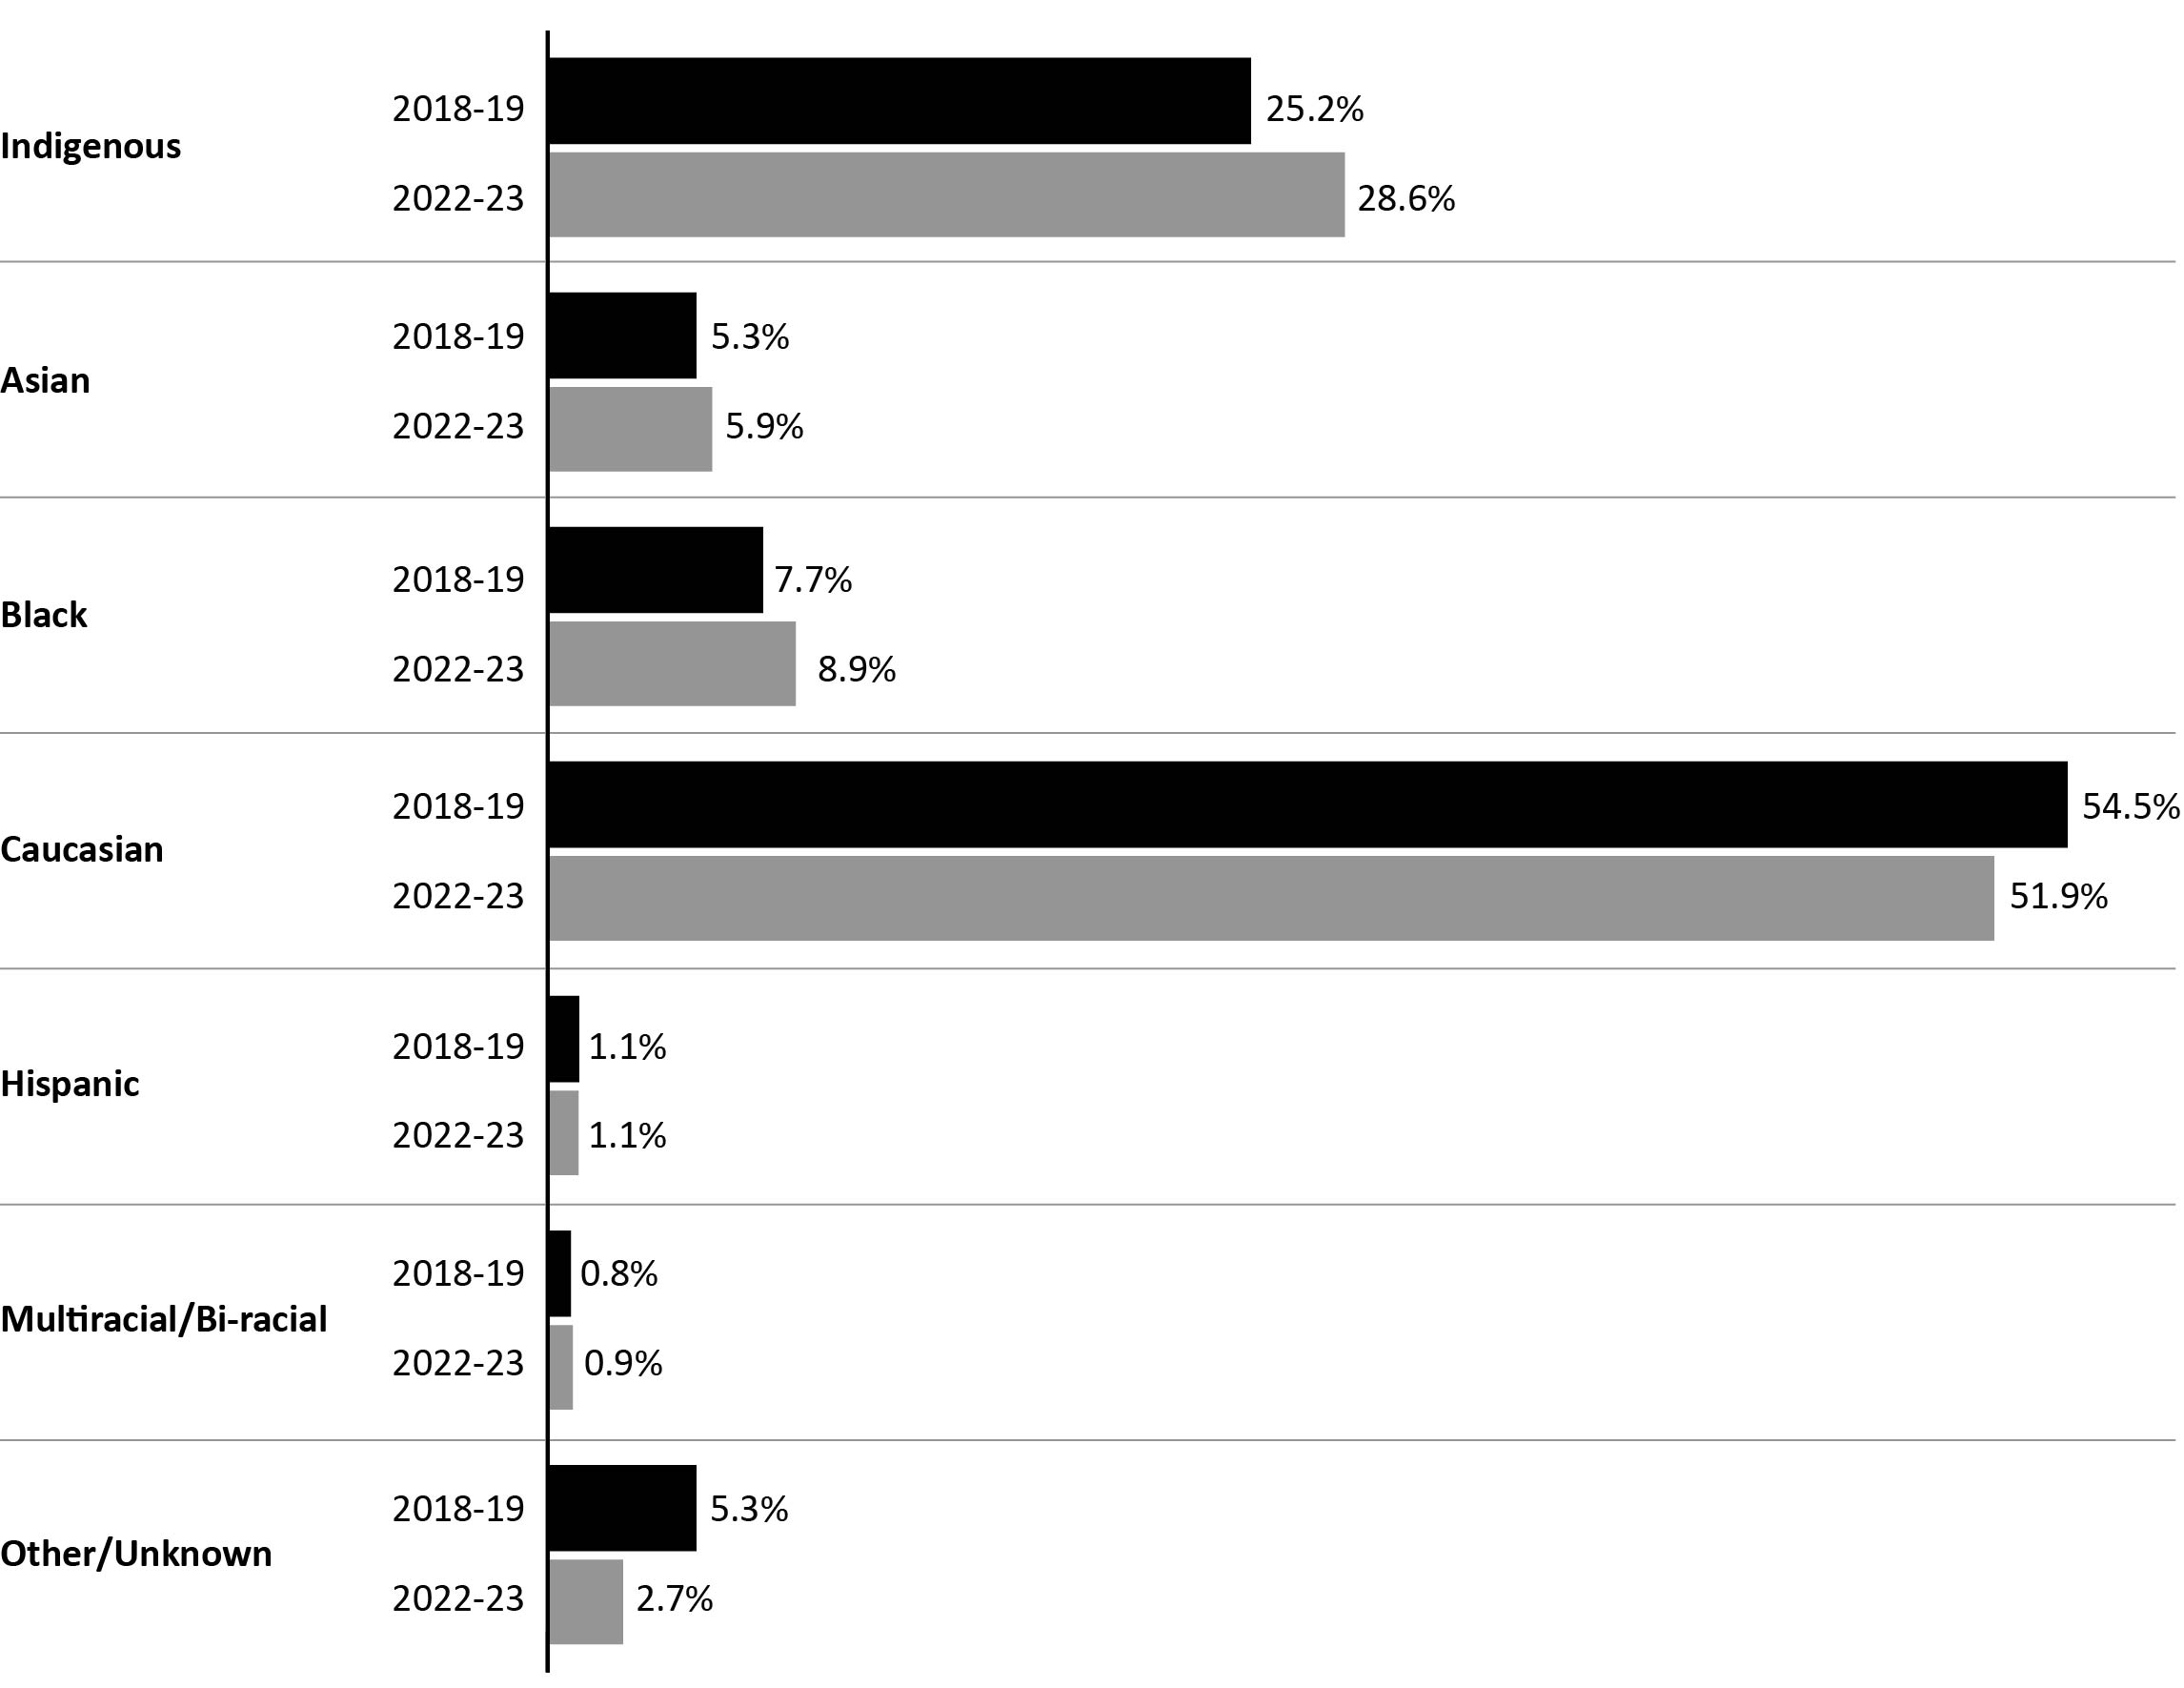 2018-19 25.2%
Indigenous
2022-23 28.6%
2018-19 5.3%
Asian
2022-23 5.9%
2018-19 7.7%
Black
2022-23 8.9%
2018-19 54.5%
Caucasian
2022-23 51.9%
2018-19 1.1%
Hispanic
2022-23 1.1%
2018-19 0.8%
Multiracial/Bi-racial
2022-23 0.9%
2018-19 5.3%
Other/Unknown
2022-23 2.7%